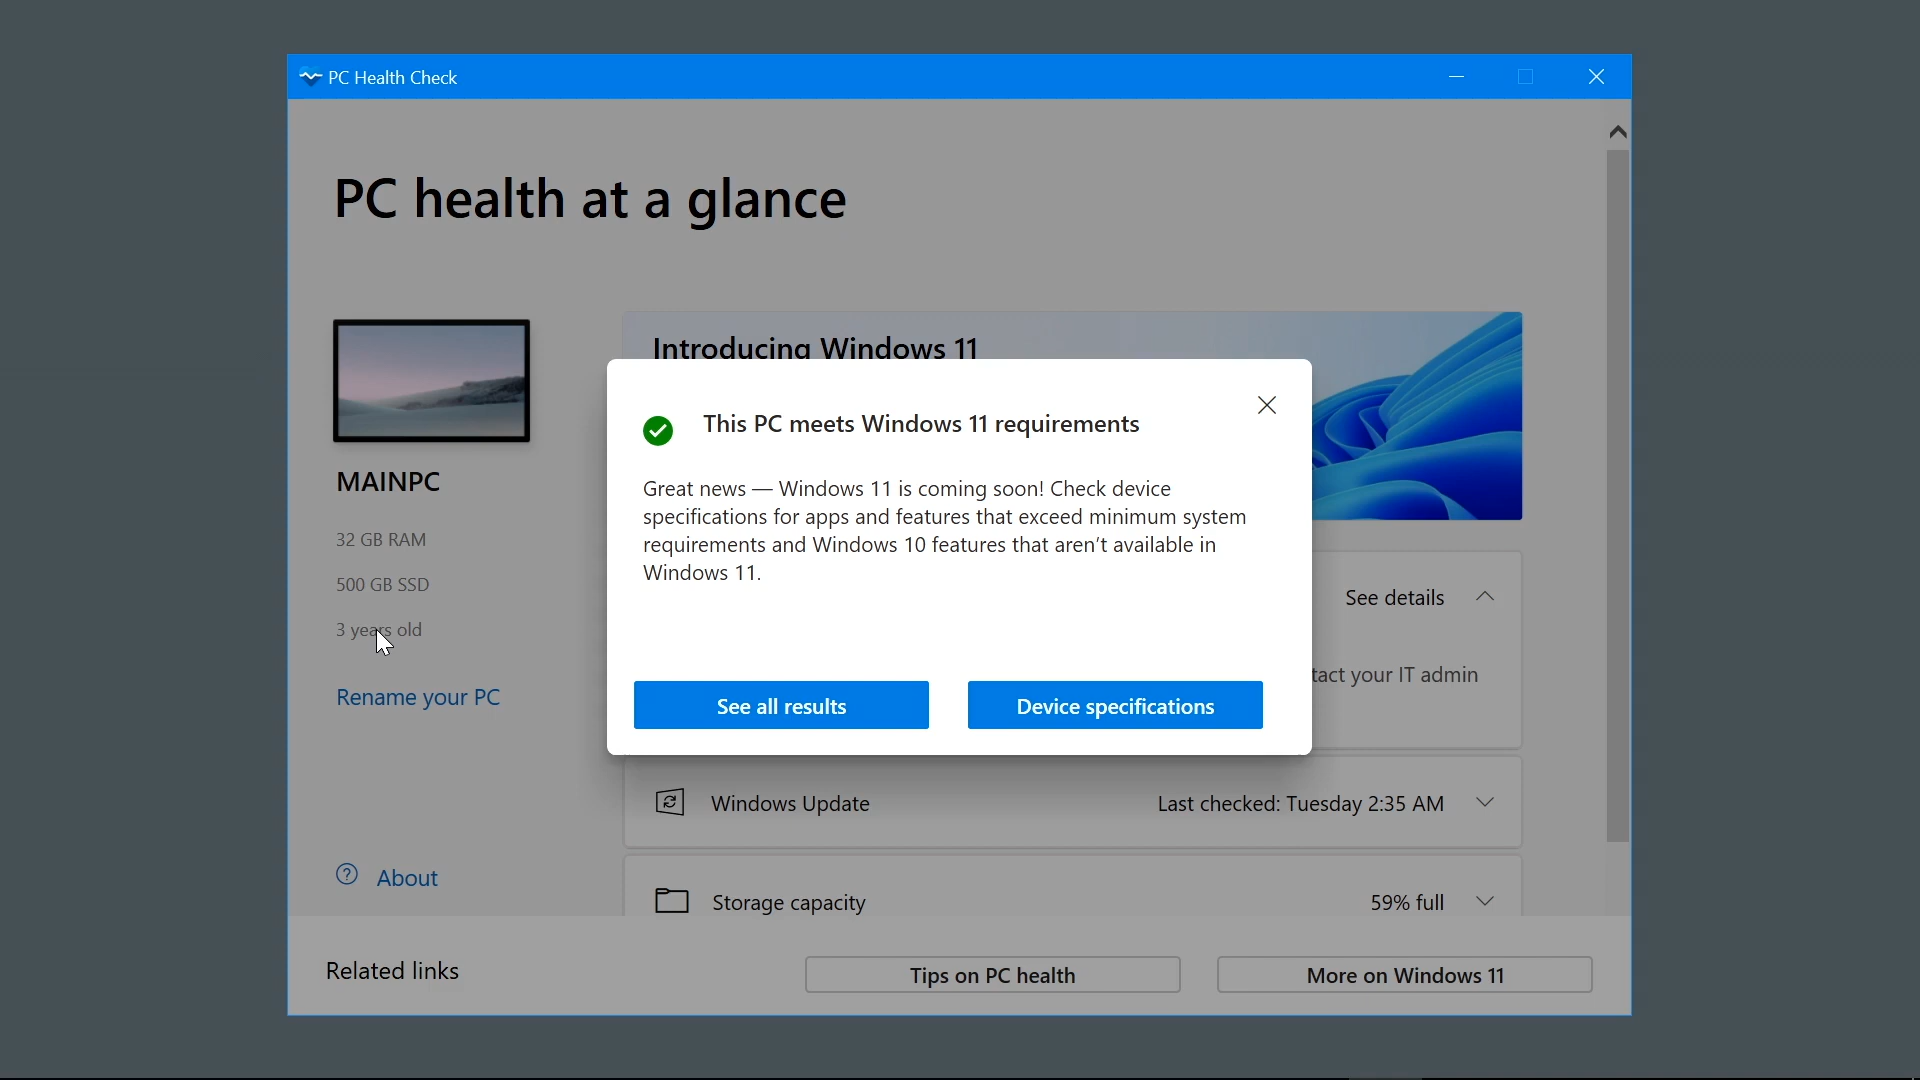 PC Health Check
PC health at a glance
MAINPC
32 GB RAM
500 GB SSD
3 years old
Rename your PC
About
Introducing Windows 11
This PC meets Windows 11 requirements
Great news — Windows 11 is coming soon! Check device
specifications for apps and features that exceed minimum system
requirements and Windows 10 features that aren't available in
Windows 11.
See all results
Device specifications
See details
your IT admin
Windows Update
Last checked: Tuesday 2:35 AM
Storage capacity
59% full
Related links
Tips on PC health
More on Windows 11